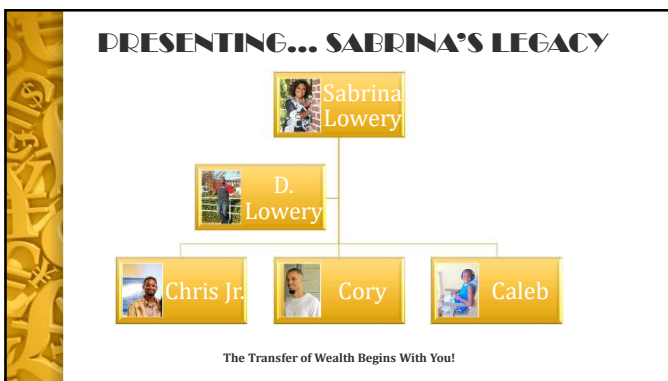 PRESENTING... SABRINA'S LEGACY
Sabrina
Lowery
D.
Lowery
Chris Jr.
Cory
Caleb
The Transfer of Wealth Begins With You!